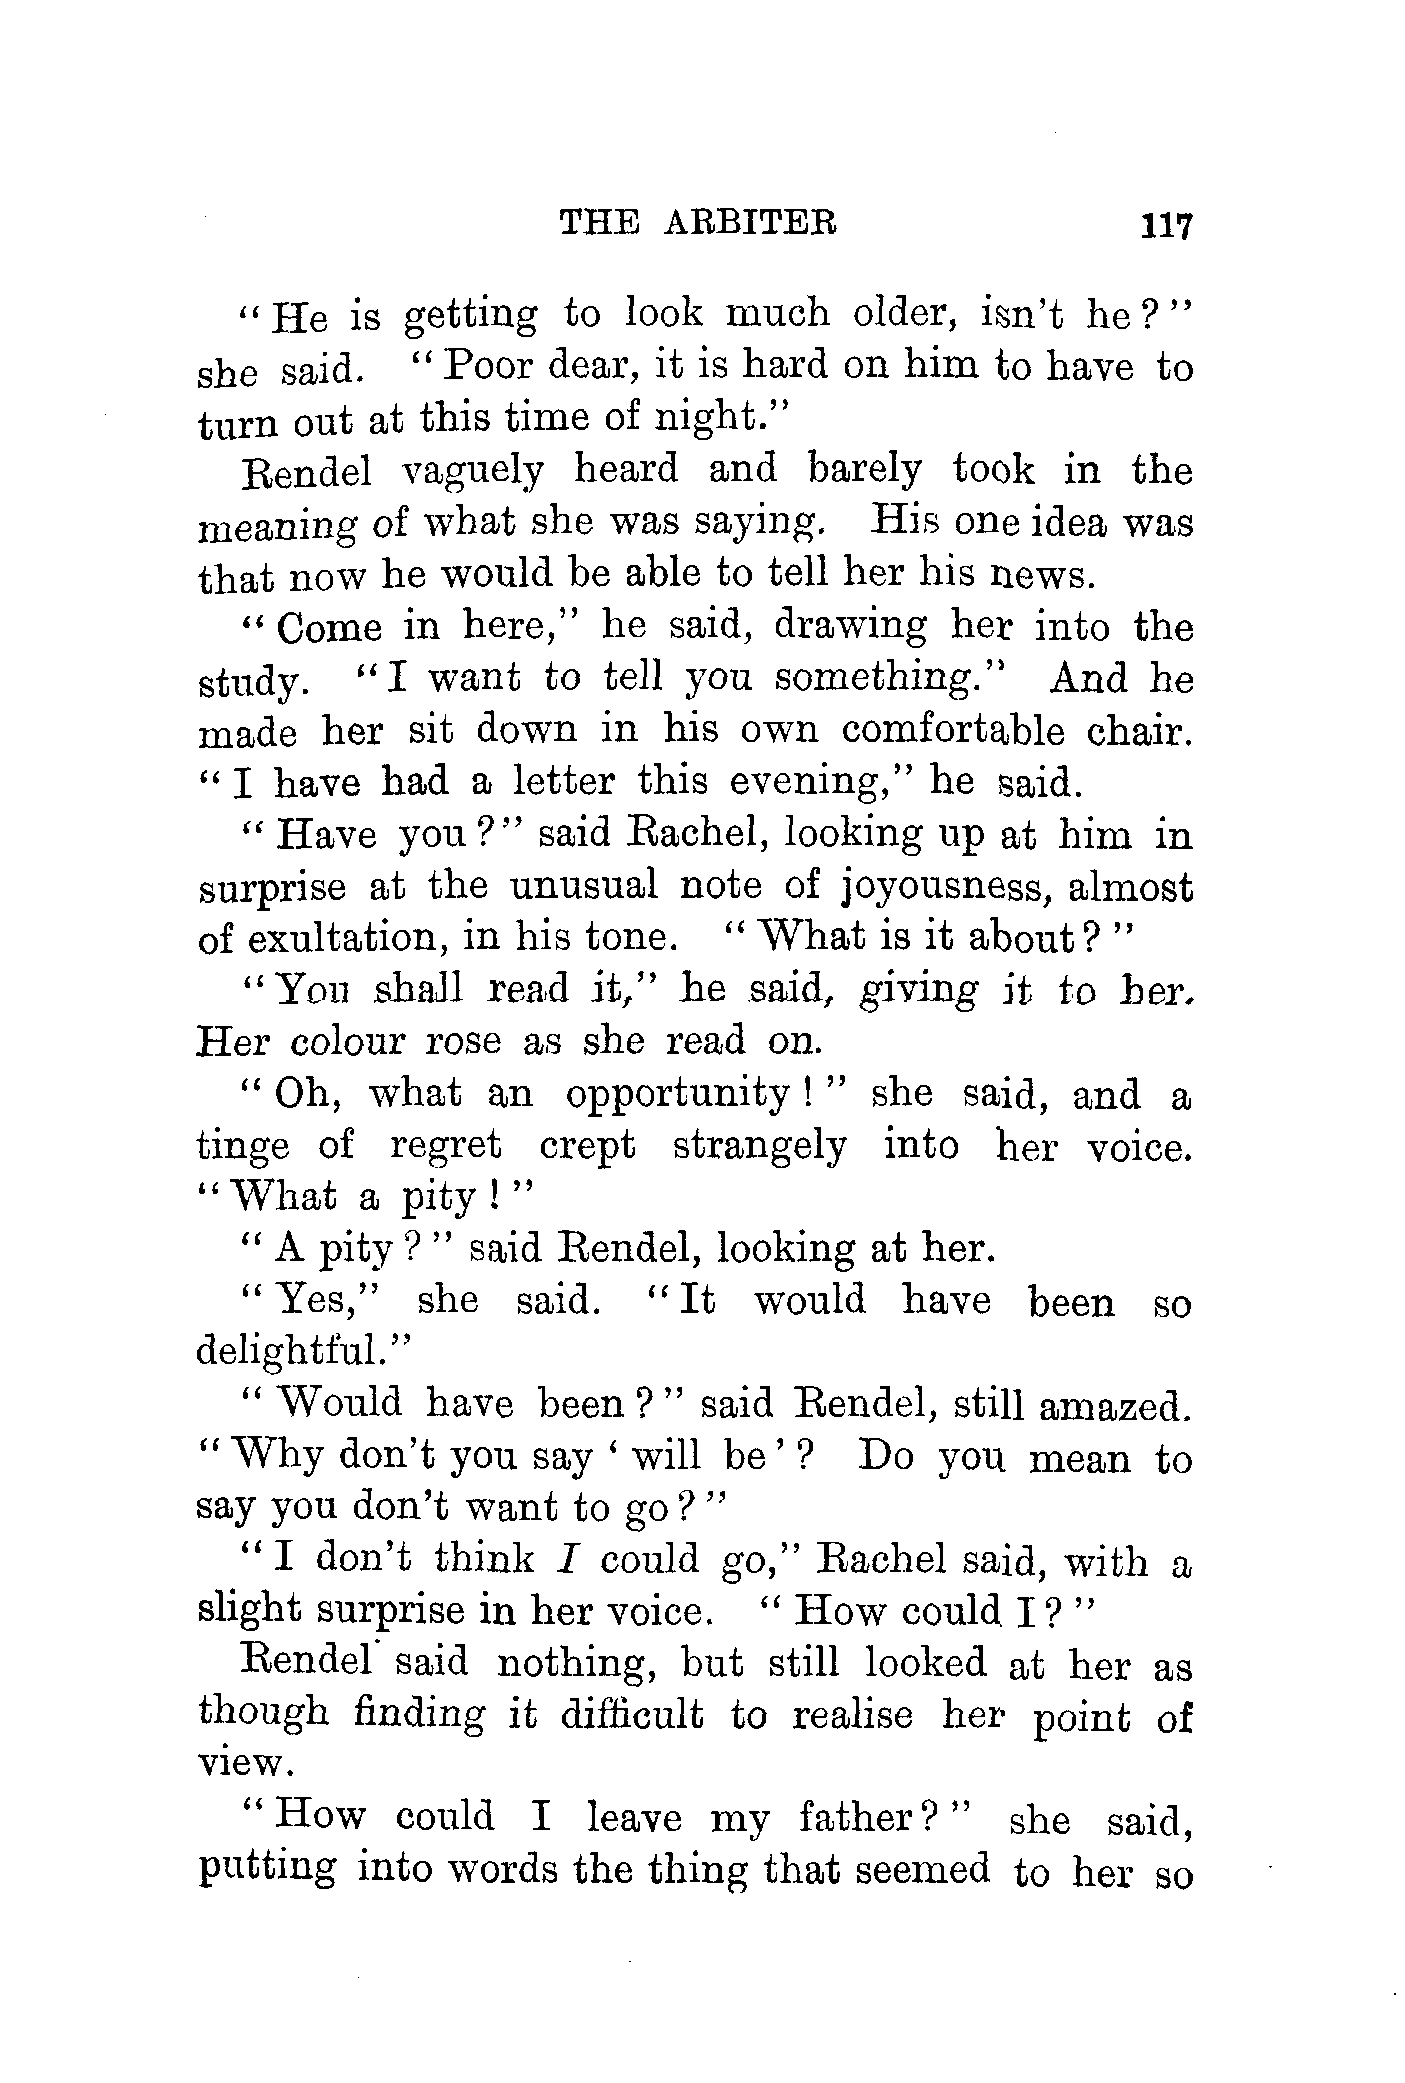 THE ARBITER 117
“ He is getting to look much older, isn't he ? ”
she said. “ Poor dear, it is hard on him to have to
turn out at this time of night.”
Rendel vaguely heard and barely took in the
meaning of what she was saying. His one idea was
that now he would be able to tell her his news.
“ Come in here,” he said, drawing her into the
study. “ I want to tell you something.” And he
made her sit down in his own comfortable chair.
“ I have had a letter this evening,” he said.
“ Have you ? ” said Rachel, looking up at him in
surprise at the unusual note of joyousness, almost
of exultation, in his tone. “ What is it about ? ”
“ You shall read it,” he said, giving it to her.
Her colour rose as she read on.
“ Oh, what an opportunity ! ” she said, and a
tinge of regret crept strangely into her voice.
“ What a pity ! ”
“ A pity ? ” said Rendel, looking at her.
“ Yes,” she said. “ It would have been so
delightful.”
“ Would have been ? ” said Rendel, still amazed.
“ Why don't you say ‘ will be ’ ? Do you mean to
say you don't want to go ? ”
“ I don't think I could go,” Rachel said, with a
slight surprise in her voice. “ How could I ? ”
Rendel said nothing, but still looked at her as
though finding it difficult to realise her point of
view.
“ How could I leave my father ? ” she said,
putting into words the thing that seemed to her so